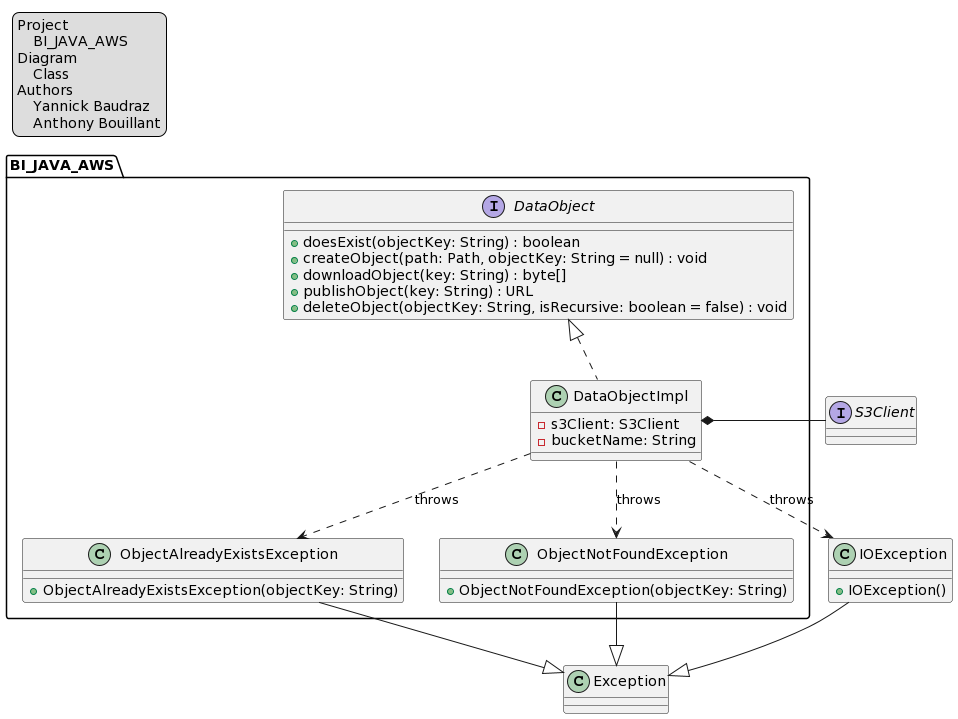 Project
BI_JAVA_AWS
Diagram
Class
Authors
Yannick Baudraz
Anthony Bouillant
BI_JAVA_AWS
I DataObject
doesExist(objectKey: String) : boolean
createObject(path: Path, objectKey: String = null) : void
downloadObject(key: String) : byte[]
publishObject(key: String) : URL
deleteObject(objectKey: String, isRecursive: boolean = false) : void
C DataObjectImpl
s3Client: S3Client
bucketName: String
I S3Client
throws
throws
throws
C ObjectAlreadyExistsException
ObjectAlreadyExistsException(objectKey: String)
C ObjectNotFoundException
ObjectNotFoundException(objectKey: String)
C IOException
IOException()
C Exception